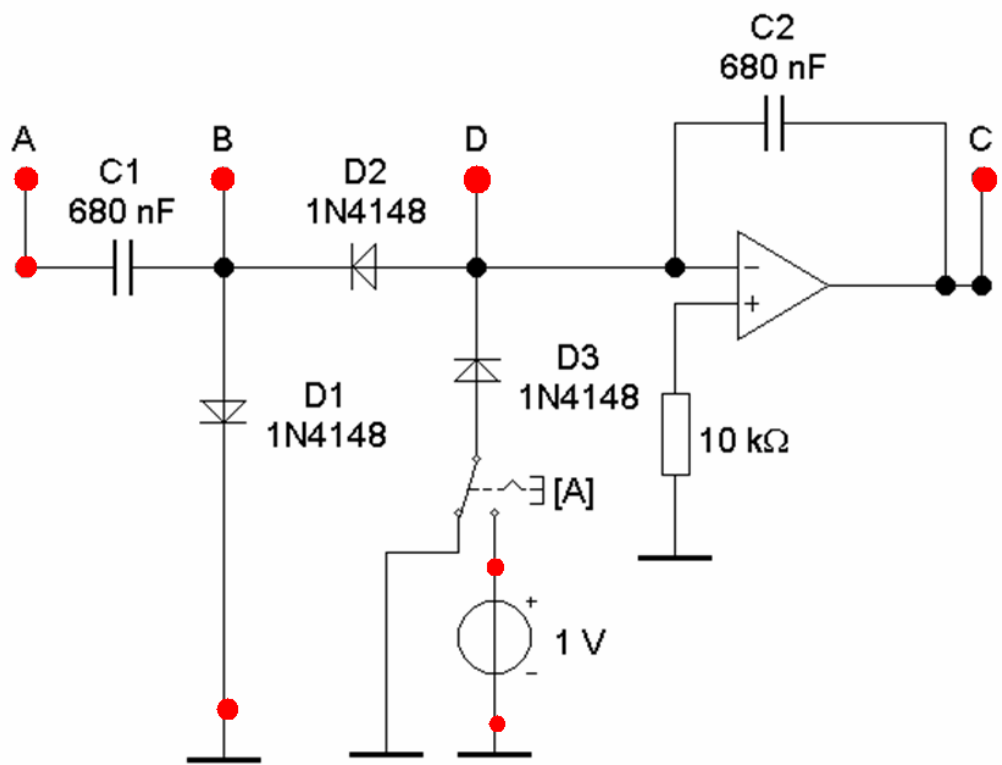 C2
680 nF
A
B
D
C
C1
680 nF
D2
1N4148
−
+
D3
1N4148
D1
1N4148
10 kΩ
[A]
+
1 V
−